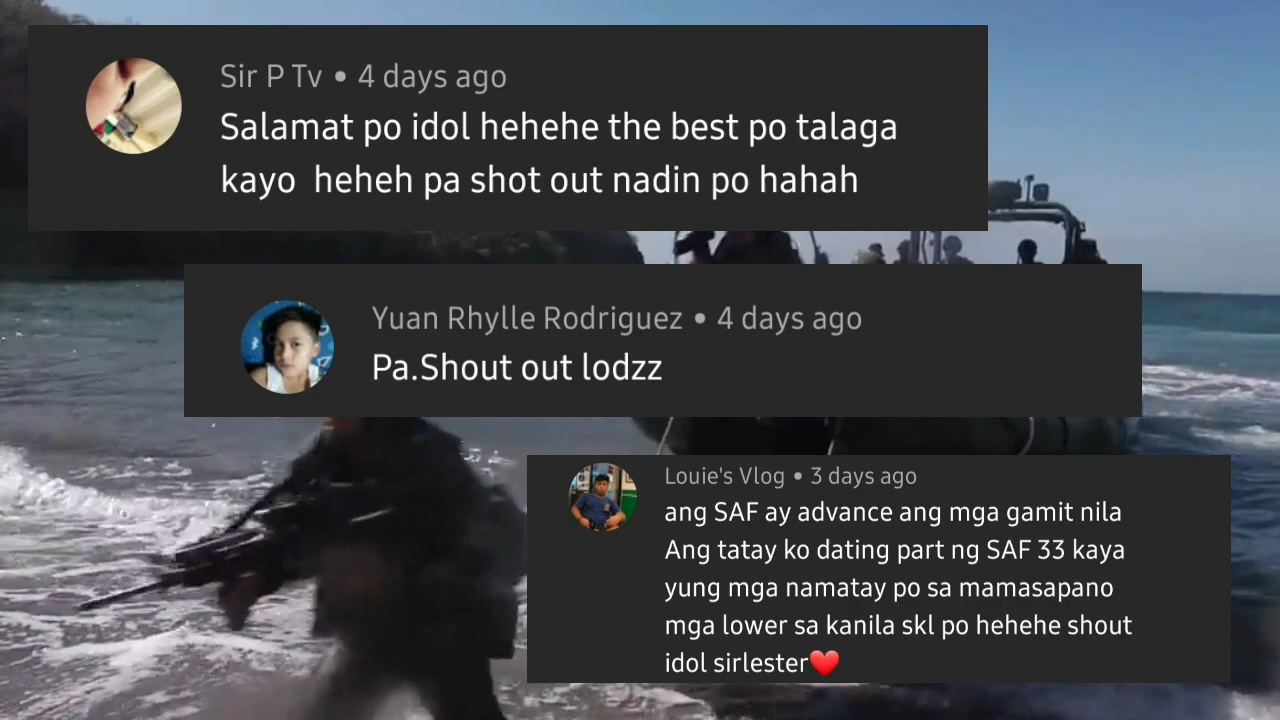 Sir P Tv • 4 days ago
Salamat po idol hehehe the best po talaga
kayo  heheh pa shot out nadin po hahah
Yuan Rhylle Rodriguez • 4 days ago
Pa.Shout out lodzz
Louie's Vlog • 3 days ago
ang SAF ay advance ang mga gamit nila
Ang tatay ko dating part ng SAF 33 kaya
yung mga namatay po sa mamasapano
mga lower sa kanila skl po hehehe shout
idol sirlester❤️